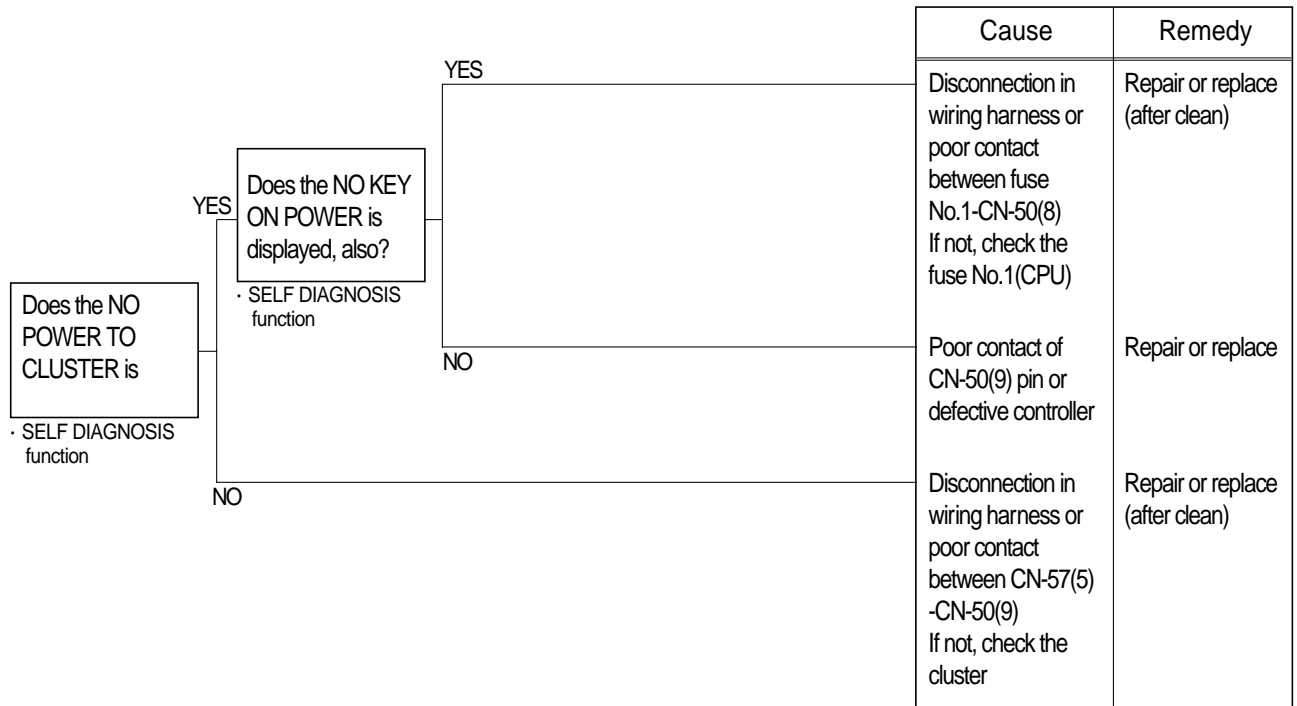 Cause
Remedy
YES
Disconnection in
wiring harness or
poor contact
between fuse
No.1-CN-50(8)
If not, check the
fuse No.1(CPU)
Repair or replace
(after clean)
YES
Does the NO KEY
ON POWER is
displayed, also?
· SELF DIAGNOSIS
function
Does the NO
POWER TO
CLUSTER is
· SELF DIAGNOSIS
function
NO
Poor contact of
CN-50(9) pin or
defective controller
Repair or replace
NO
Disconnection in
wiring harness or
poor contact
between CN-57(5)
-CN-50(9)
If not, check the
cluster
Repair or replace
(after clean)